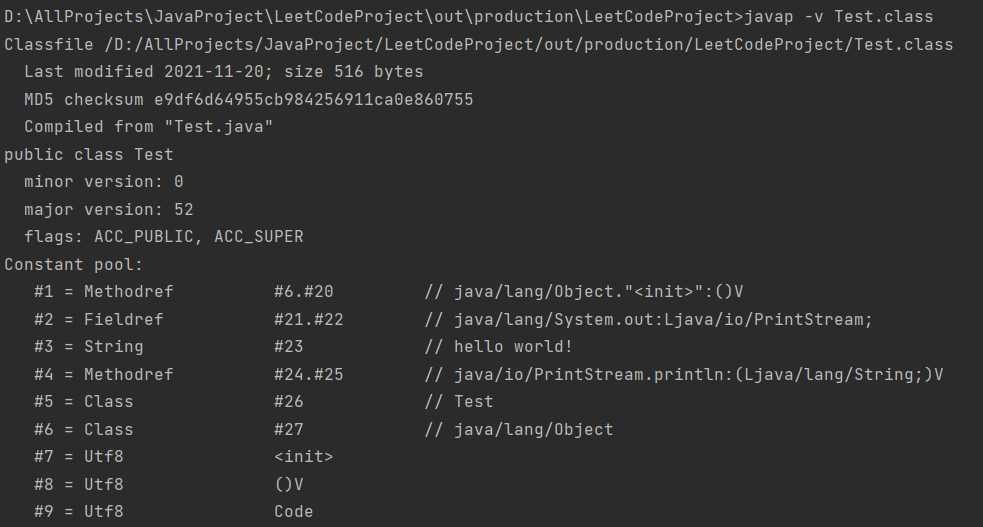 D:\AllProjects\JavaProject\LeetCodeProject\out\production\LeetCodeProject>javap -v Test.class
Classfile /D:/AllProjects/JavaProject/LeetCodeProject/out/production/LeetCodeProject/Test.class
  Last modified 2021-11-20; size 516 bytes
  MD5 checksum e9df6d64955cb984256911ca0e860755
  Compiled from "Test.java"
public class Test
  minor version: 0
  major version: 52
  flags: ACC_PUBLIC, ACC_SUPER
Constant pool:
   #1 = Methodref          #6.#20         // java/lang/Object."<init>":()V
   #2 = Fieldref           #21.#22        // java/lang/System.out:Ljava/io/PrintStream;
   #3 = String             #23            // hello world!
   #4 = Methodref          #24.#25        // java/io/PrintStream.println:(Ljava/lang/String;)V
   #5 = Class              #26            // Test
   #6 = Class              #27            // java/lang/Object
   #7 = Utf8               <init>
   #8 = Utf8               ()V
   #9 = Utf8               Code